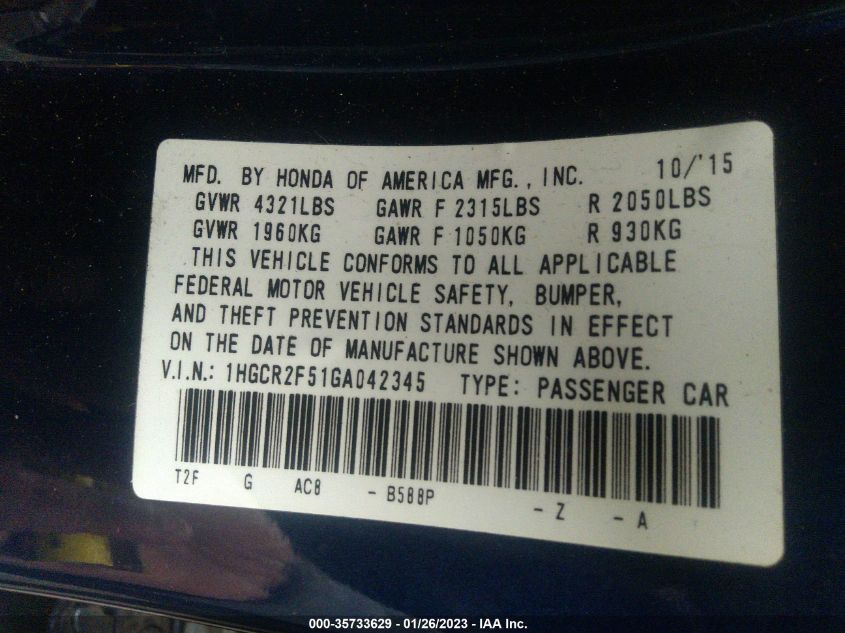 MFD. BY HONDA OF AMERICA MFG., INC. 10/'15
GVWR 4321LBS GAWR F 2315LBS R 2050LBS
GVWR 1960KG GAWR F 1050KG R 930KG
THIS VEHICLE CONFORMS TO ALL APPLICABLE
FEDERAL MOTOR VEHICLE SAFETY, BUMPER,
AND THEFT PREVENTION STANDARDS IN EFFECT
ON THE DATE OF MANUFACTURE SHOWN ABOVE.
V.I.N.: 1HGCR2F51GA042345 TYPE: PASSENGER CAR
T2F G AC8 - B588P - Z - A
000-35733629 - 01/26/2023 - IAA Inc.